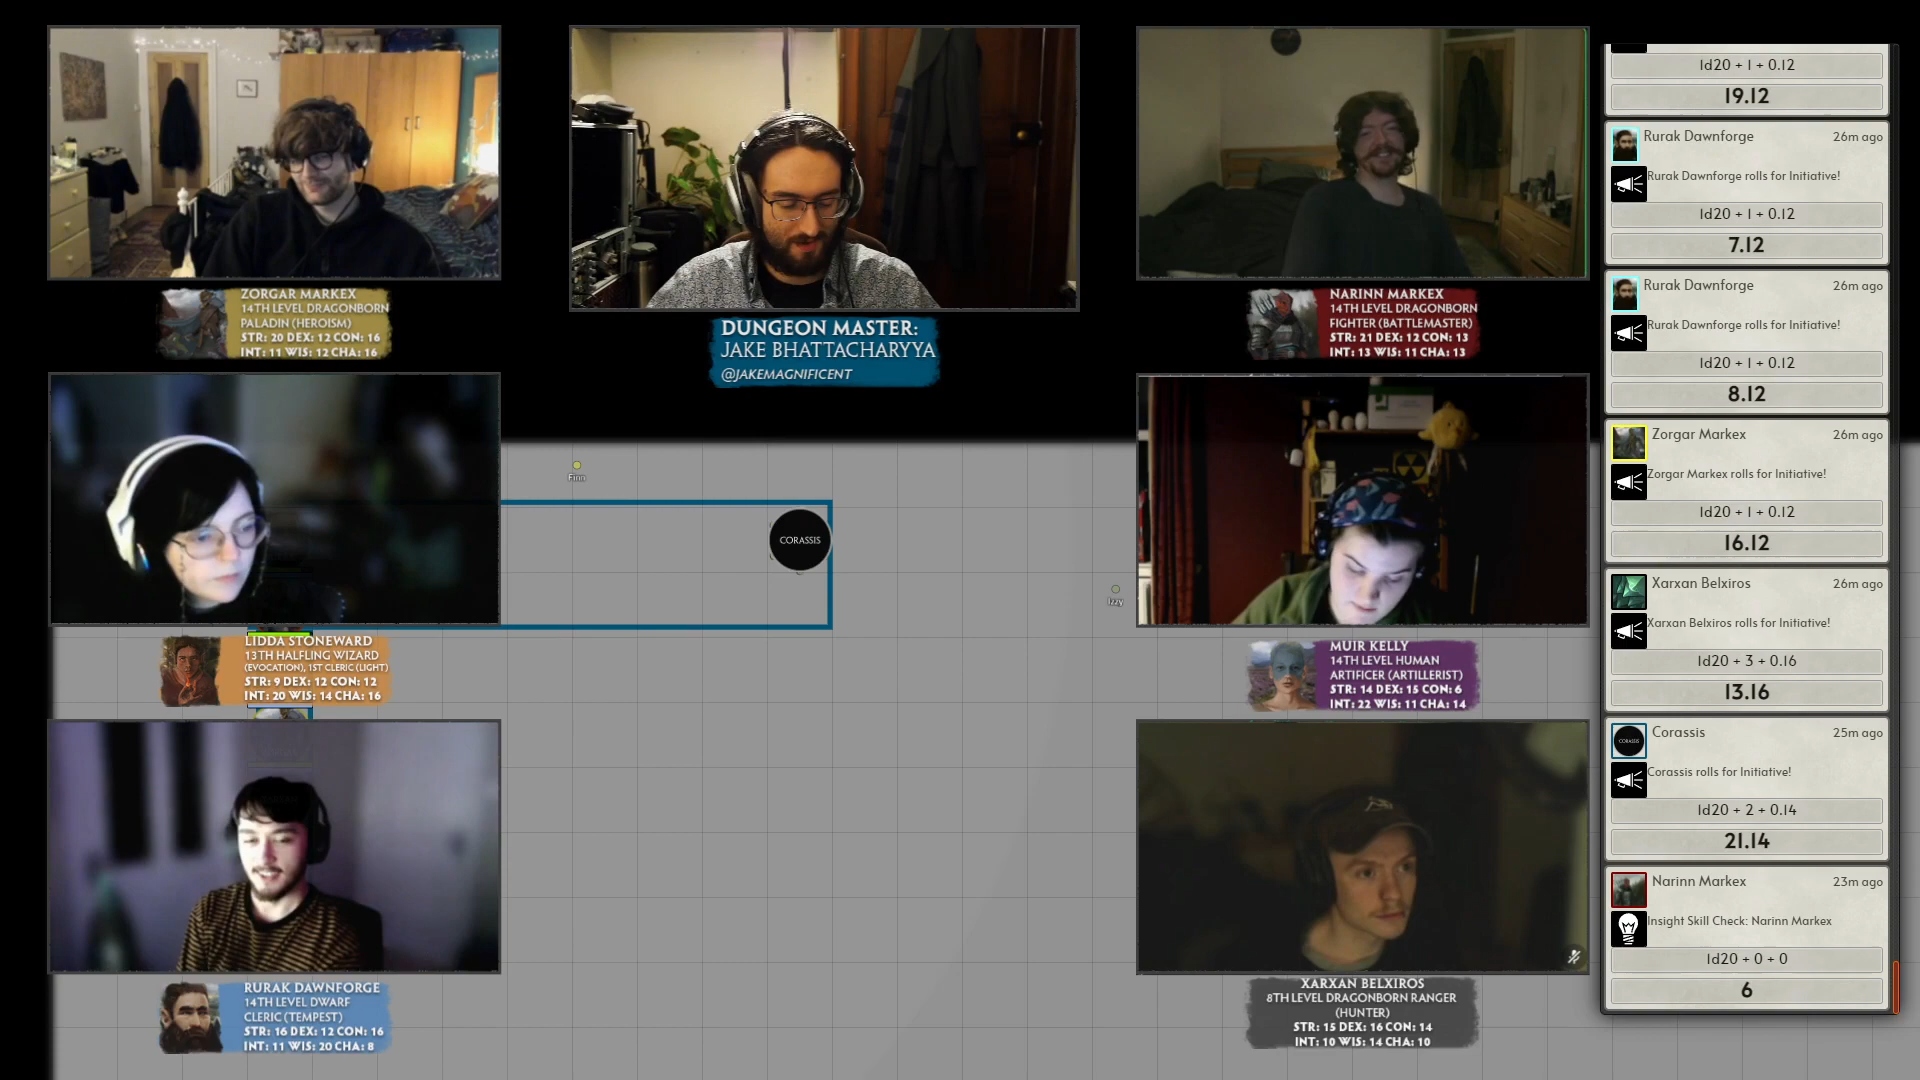 ZORGAR MARKEX
14TH LEVEL DRAGONBORN
PALADIN (HEROISM)
STR: 20 DEX: 12 CON: 16
INT: 11 WIS: 12 CHA: 16
DUNGEON MASTER:
JAKE BHATTACHARYYA
@JAKEMAGNIFICENT
NARINN MARKEX
14TH LEVEL DRAGONBORN
FIGHTER (BATTLEMASTER)
STR: 21 DEX: 12 CON: 13
INT: 13 WIS: 11 CHA: 13
Finn
CORASSIS
Izzy
LIDDA STONEWARD
13TH HALFLING WIZARD
(EVOCATION), 1ST CLERIC (LIGHT)
STR: 9 DEX: 12 CON: 12
INT: 20 WIS: 14 CHA: 16
MUIR KELLY
14TH LEVEL HUMAN
ARTIFICER (ARTILLERIST)
STR: 14 DEX: 15 CON: 6
INT: 22 WIS: 11 CHA: 14
RURAK DAWNFORGE
14TH LEVEL DWARF
CLERIC (TEMPEST)
STR: 16 DEX: 12 CON: 16
INT: 11 WIS: 20 CHA: 8
XARXAN BELXIROS
8TH LEVEL DRAGONBORN RANGER
(HUNTER)
STR: 15 DEX: 16 CON: 14
INT: 10 WIS: 14 CHA: 10
1d20 + 1 + 0.12
19.12
Rurak Dawnforge 26m ago
Rurak Dawnforge rolls for Initiative!
1d20 + 1 + 0.12
7.12
Rurak Dawnforge 26m ago
Rurak Dawnforge rolls for Initiative!
1d20 + 1 + 0.12
8.12
Zorgar Markex 26m ago
Zorgar Markex rolls for Initiative!
1d20 + 1 + 0.12
16.12
Xarxan Belxiros 26m ago
Xarxan Belxiros rolls for Initiative!
1d20 + 3 + 0.16
13.16
Corassis 25m ago
CORASSIS
Corassis rolls for Initiative!
1d20 + 2 + 0.14
21.14
Narinn Markex 23m ago
Insight Skill Check: Narinn Markex
1d20 + 0 + 0
6